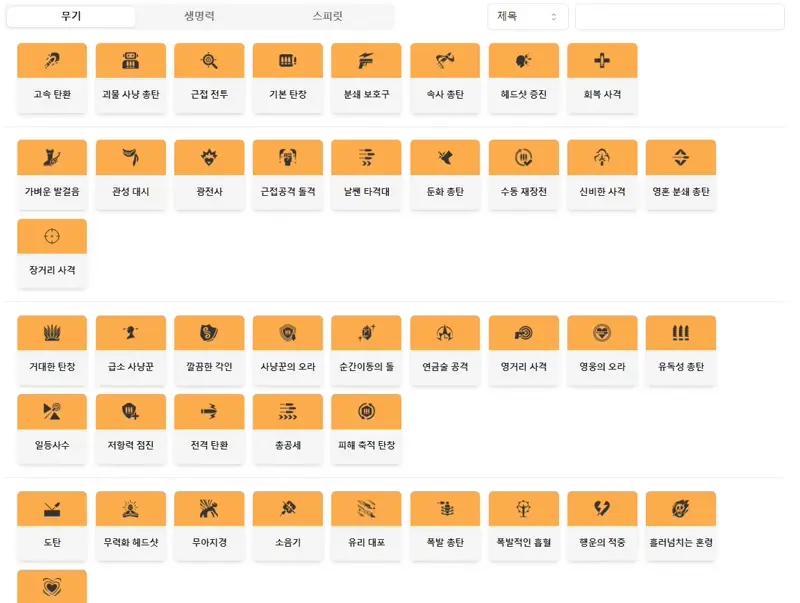 무기
생명력
스피릿
제목
고속 탄환
괴물 사냥 총탄
근접 전투
기본 탄창
분쇄 보호구
속사 총탄
헤드샷 증진
회복 사격
가벼운 발걸음
관성 대시
광전사
근접공격 돌격
날쌘 타격대
둔화 총탄
수동 재장전
신비한 사격
영혼 분쇄 총탄
장거리 사격
거대한 탄창
급소 사냥꾼
깔끔한 각인
사냥꾼의 오라
순간이동의 돌
연금술 공격
영거리 사격
영웅의 오라
유독성 총탄
일등사수
저항력 점진
전격 탄환
총공세
피해 축적 탄창
도탄
무력화 헤드샷
무아지경
소음기
유리 대포
폭발 총탄
폭발적인 흡혈
행운의 적중
흘러넘치는 혼령